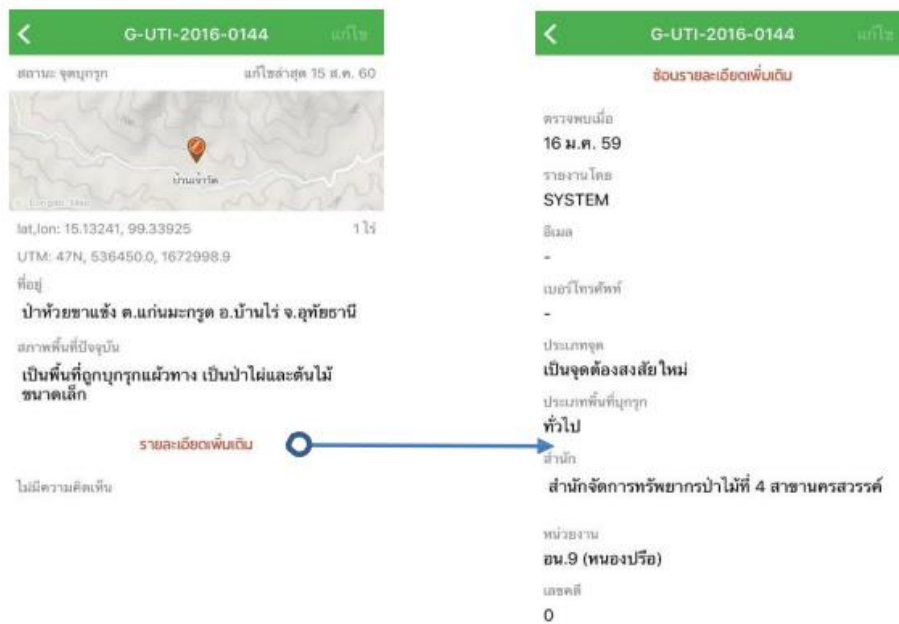 G-UTI-2016-0144
แก้ไข
สถานะ จุดบุกรุก
แก้ไขล่าสุด 15 ส.ค. 60
บ้านเจ้าวัด
Longdo Map
lat,lon: 15.13241, 99.33925
1 ไร่
UTM: 47N, 536450.0, 1672998.9
ที่อยู่
ป่าห้วยขาแข้ง ต.แก่นมะกรูด อ.บ้านไร่ จ.อุทัยธานี
สภาพพื้นที่ปัจจุบัน
เป็นพื้นที่ถูกบุกรุกแผ้วทาง เป็นป่าไผ่และต้นไม้
ขนาดเล็ก
รายละเอียดเพิ่มเติม
ไม่มีความคิดเห็น
G-UTI-2016-0144
แก้ไข
ซ่อนรายละเอียดเพิ่มเติม
ตรวจพบเมื่อ
16 ม.ค. 59
รายงานโดย
SYSTEM
อีเมล
-
เบอร์โทรศัพท์
-
ประเภทจุด
เป็นจุดต้องสงสัยใหม่
ประเภทพื้นที่บุกรุก
ทั่วไป
สำนัก
สำนักจัดการทรัพยากรป่าไม้ที่ 4 สาขานครสวรรค์
หน่วยงาน
อน.9 (หนองปรือ)
เลขคดี
0